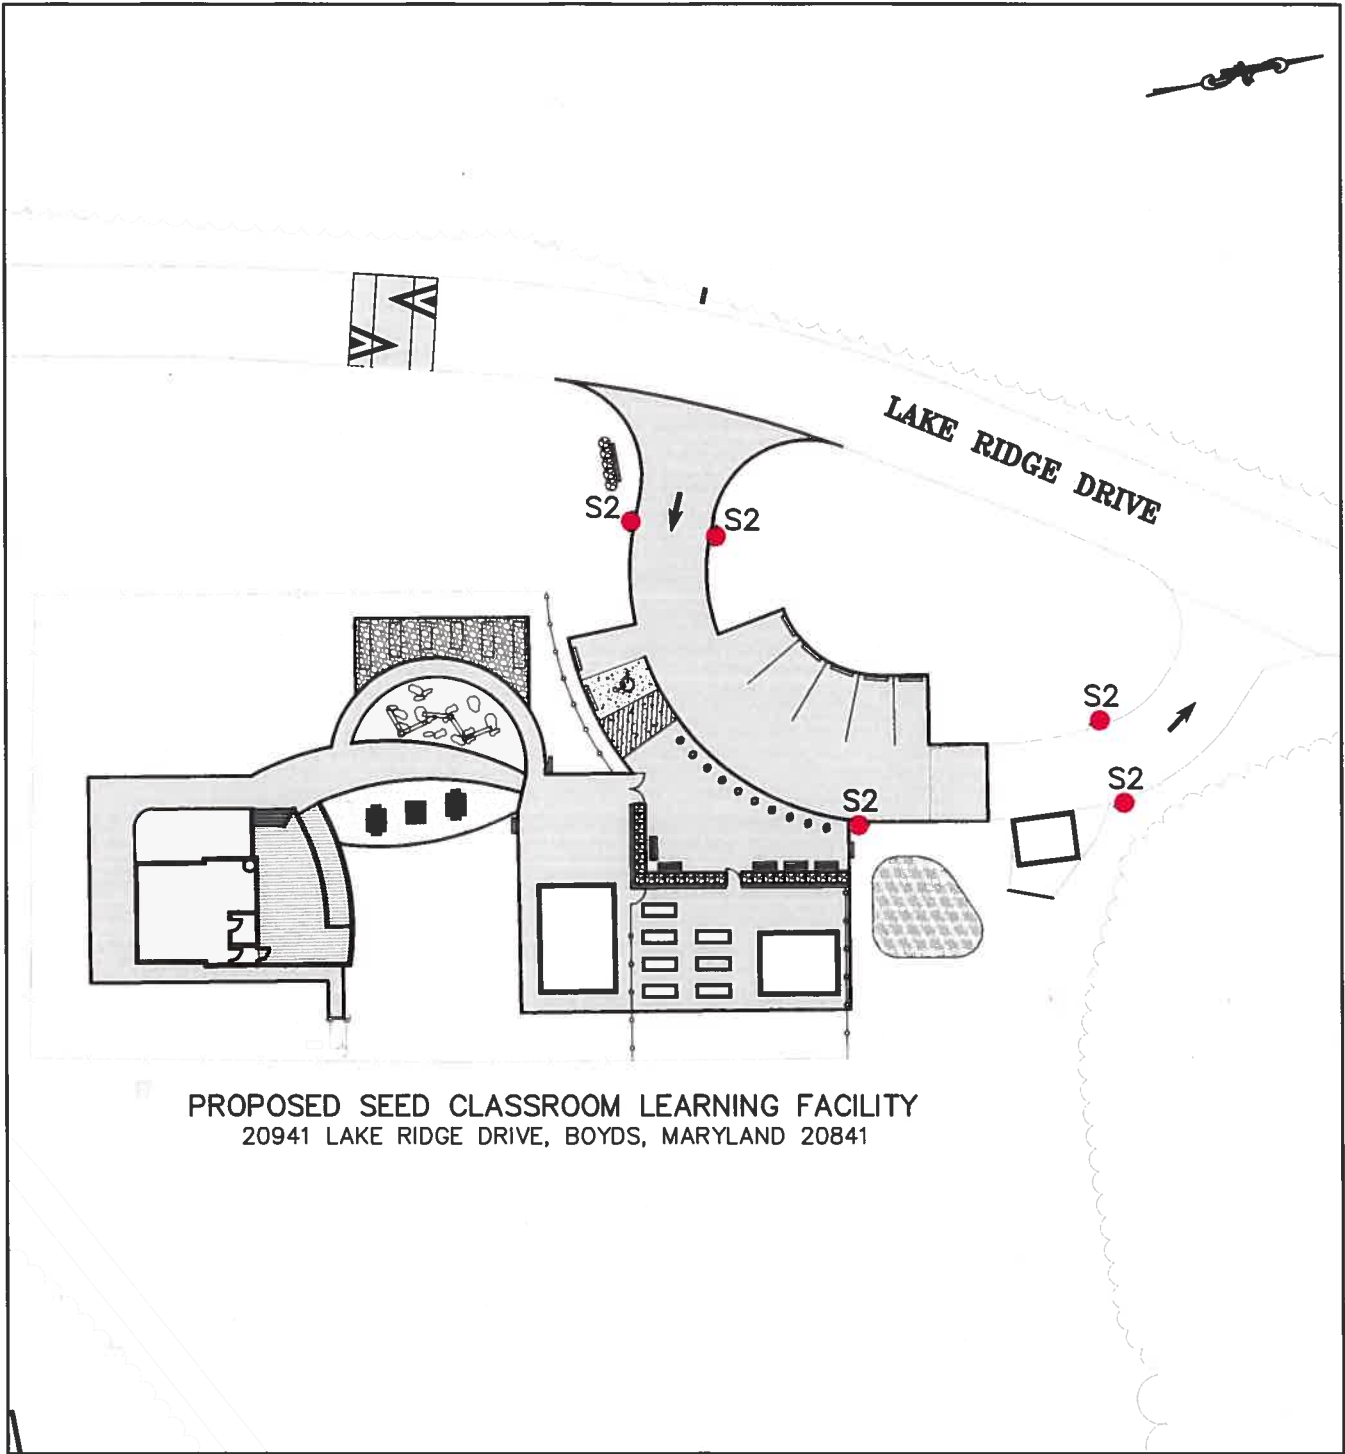 LAKE RIDGE DRIVE
S2
S2
S2
S2
S2
PROPOSED SEED CLASSROOM LEARNING FACILITY
20941 LAKE RIDGE DRIVE, BOYDS, MARYLAND 20841